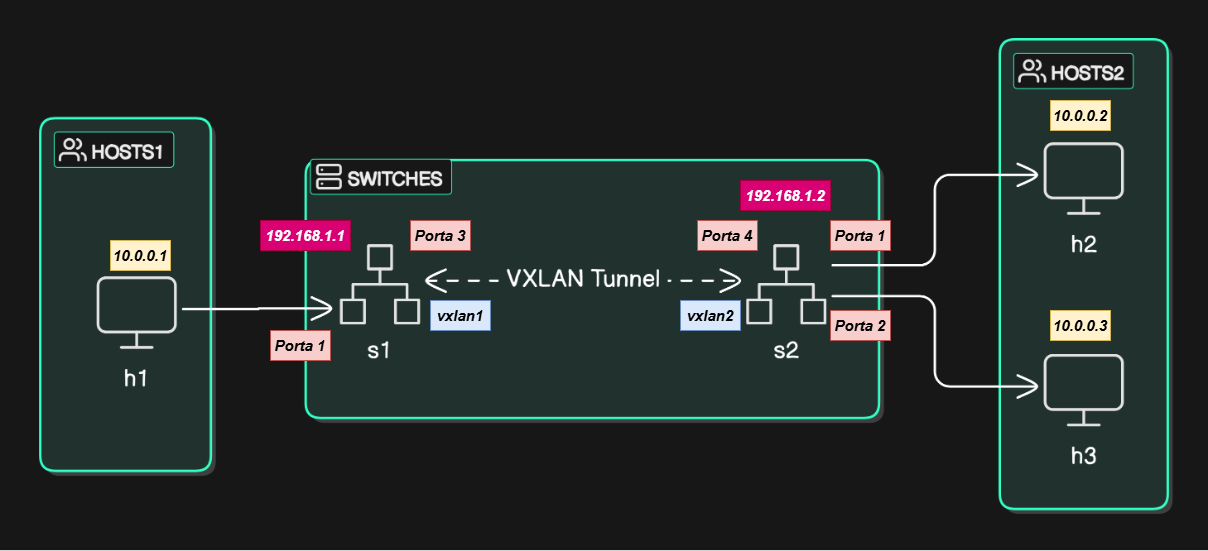 HOSTS1
10.0.0.1
h1
SWITCHES
192.168.1.1
Porta 3
Porta 1
vxlan1
s1
VXLAN Tunnel
192.168.1.2
Porta 4
Porta 1
vxlan2
Porta 2
s2
HOSTS2
10.0.0.2
h2
10.0.0.3
h3